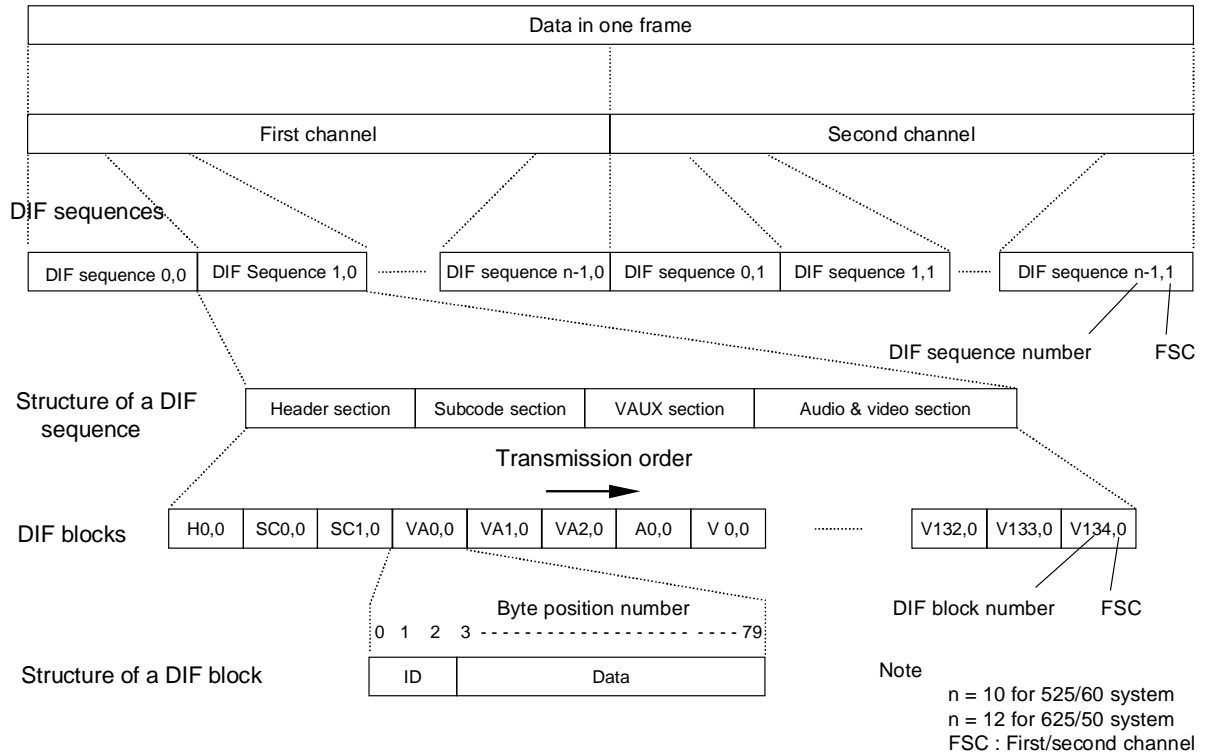 Data in one frame
First channel
Second channel
DIF sequences
DIF sequence 0,0
DIF Sequence 1,0
DIF sequence n-1,0
DIF sequence 0,1
DIF sequence 1,1
DIF sequence n-1,1
DIF sequence number
FSC
Structure of a DIF
sequence
Header section
Subcode section
VAUX section
Audio & video section
Transmission order
DIF blocks
H0,0
SC0,0
SC1,0
VA0,0
VA1,0
VA2,0
A0,0
V 0,0
V132,0
V133,0
V134,0
DIF block number
FSC
Byte position number
0 1 2 3 - - - - - - - - - - - - - - - - - - - - - - - - 79
Structure of a DIF block
ID
Data
Note
n = 10 for 525/60 system
n = 12 for 625/50 system
FSC : First/second channel